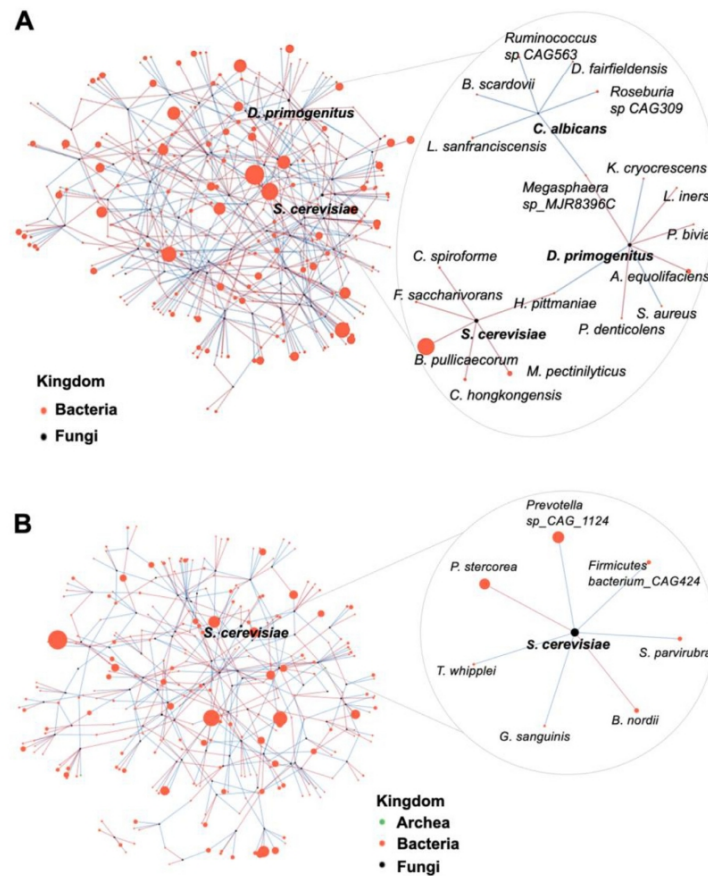 A
D. primogenitus
S. cerevisiae
Ruminococcus
sp CAG563
D. fairfieldensis
B. scardovii
Roseburia
sp CAG309
C. albicans
L. sanfranciscensis
K. cryocrescens
Megasphaera
sp_MJR8396C
L. iners
P. bivia
D. primogenitus
C. spiroforme
A. equolifaciens
F. saccharivorans
H. pittmaniae
S. aureus
S. cerevisiae
P. denticolens
B. pullicaecorum
M. pectinilyticus
C. hongkongensis
Kingdom
Bacteria
Fungi
B
S. cerevisiae
Prevotella
sp_CAG_1124
P. stercorea
Firmicutes
bacterium_CAG424
S. cerevisiae
S. parvirubra
T. whipplei
B. nordii
G. sanguinis
Kingdom
Archea
Bacteria
Fungi